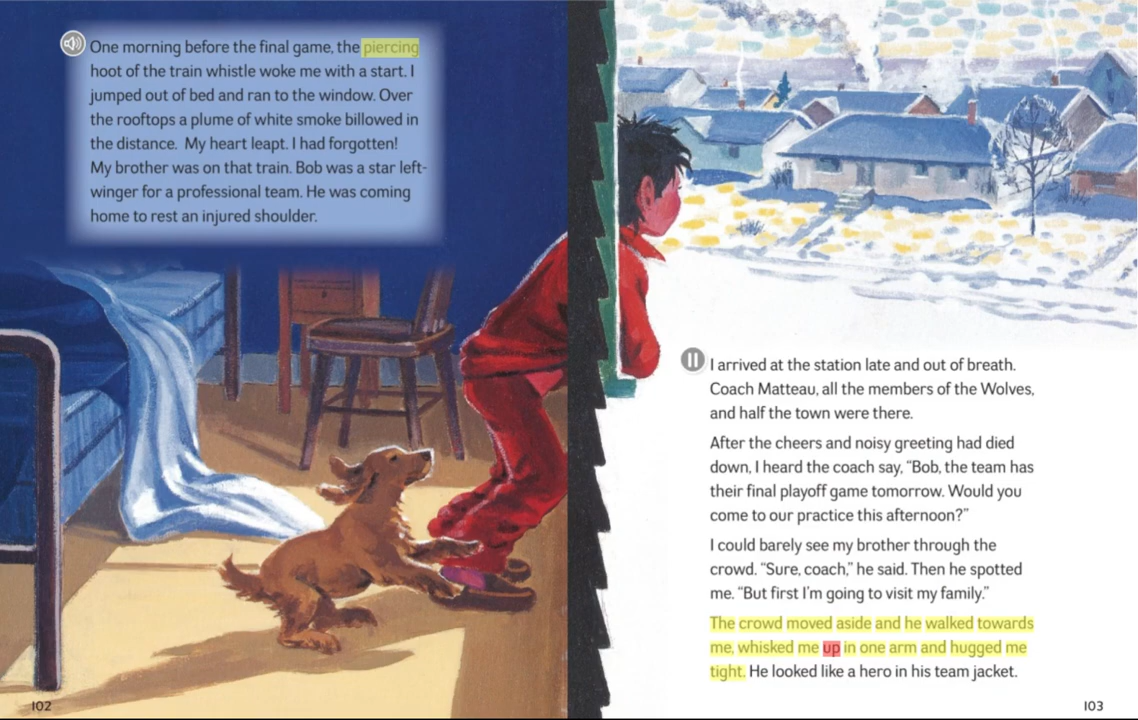 One morning before the final game, the piercing
hoot of the train whistle woke me with a start. I
jumped out of bed and ran to the window. Over
the rooftops a plume of white smoke billowed in
the distance. My heart leapt. I had forgotten!
My brother was on that train. Bob was a star left-
winger for a professional team. He was coming
home to rest an injured shoulder.
102
I arrived at the station late and out of breath.
Coach Matteau, all the members of the Wolves,
and half the town were there.
After the cheers and noisy greeting had died
down, I heard the coach say, “Bob, the team has
their final playoff game tomorrow. Would you
come to our practice this afternoon?”
I could barely see my brother through the
crowd. “Sure, coach,” he said. Then he spotted
me. “But first I’m going to visit my family.”
The crowd moved aside and he walked towards
me, whisked me up in one arm and hugged me
tight. He looked like a hero in his team jacket.
103